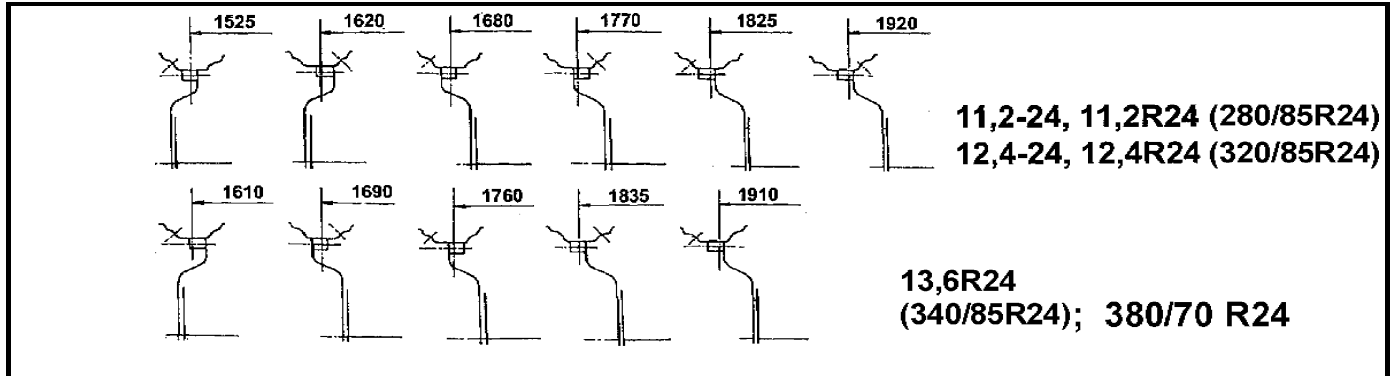 1525 1620 1680 1770 1825 1920
11,2-24, 11,2R24 (280/85R24)
12,4-24, 12,4R24 (320/85R24)
1610 1690 1760 1835 1910
13,6R24
(340/85R24); 380/70 R24